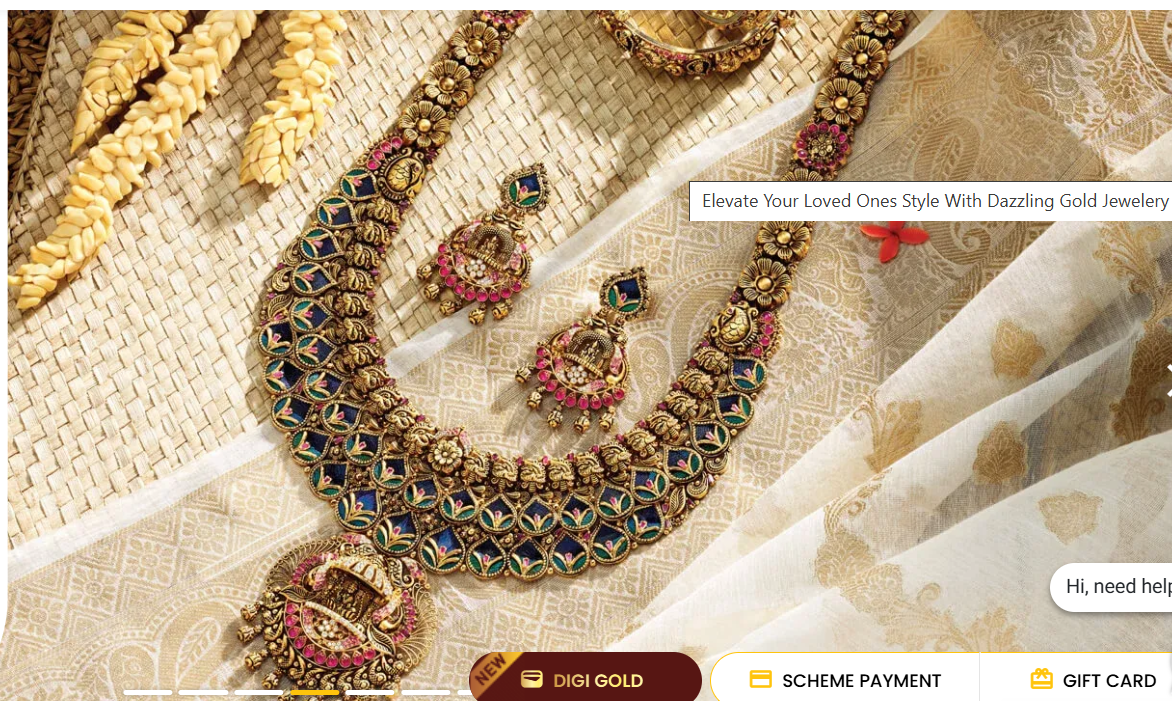 Elevate Your Loved Ones Style With Dazzling Gold Jewelery
Hi, need help
NEW
DIGI GOLD
SCHEME PAYMENT
GIFT CARD